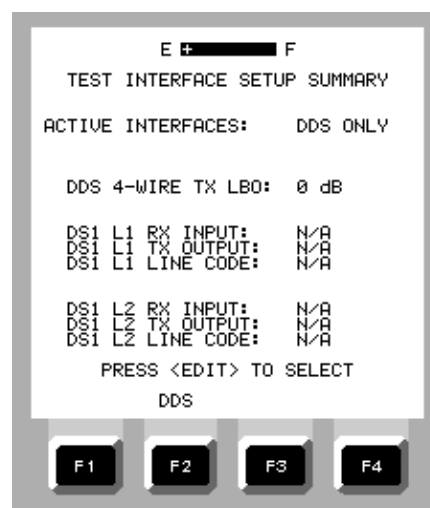 E + F
TEST INTERFACE SETUP SUMMARY
ACTIVE INTERFACES: DDS ONLY
DDS 4-WIRE TX LBO: 0 dB
DS1 L1 RX INPUT: N/A
DS1 L1 TX OUTPUT: N/A
DS1 L1 LINE CODE: N/A
DS1 L2 RX INPUT: N/A
DS1 L2 TX OUTPUT: N/A
DS1 L2 LINE CODE: N/A
PRESS <EDIT> TO SELECT
DDS
F1 F2 F3 F4